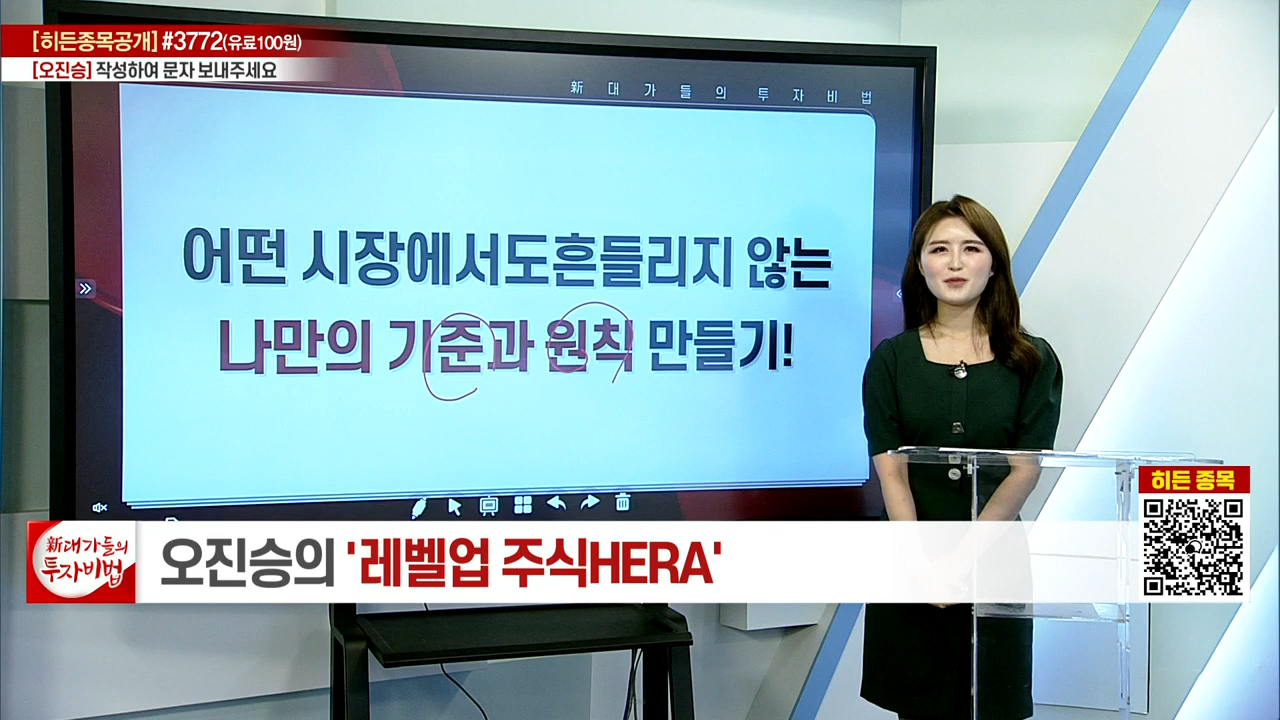 [히든종목공개] #3772(유료100원)
[오진승] 작성하여 문자 보내주세요
新 대 가 들 의 투 자 비 법
어떤 시장에서도흔들리지 않는
나만의 기준과 원칙 만들기!
히든 종목
新대가들의
투자비법
오진승의 '레벨업 주식HERA'